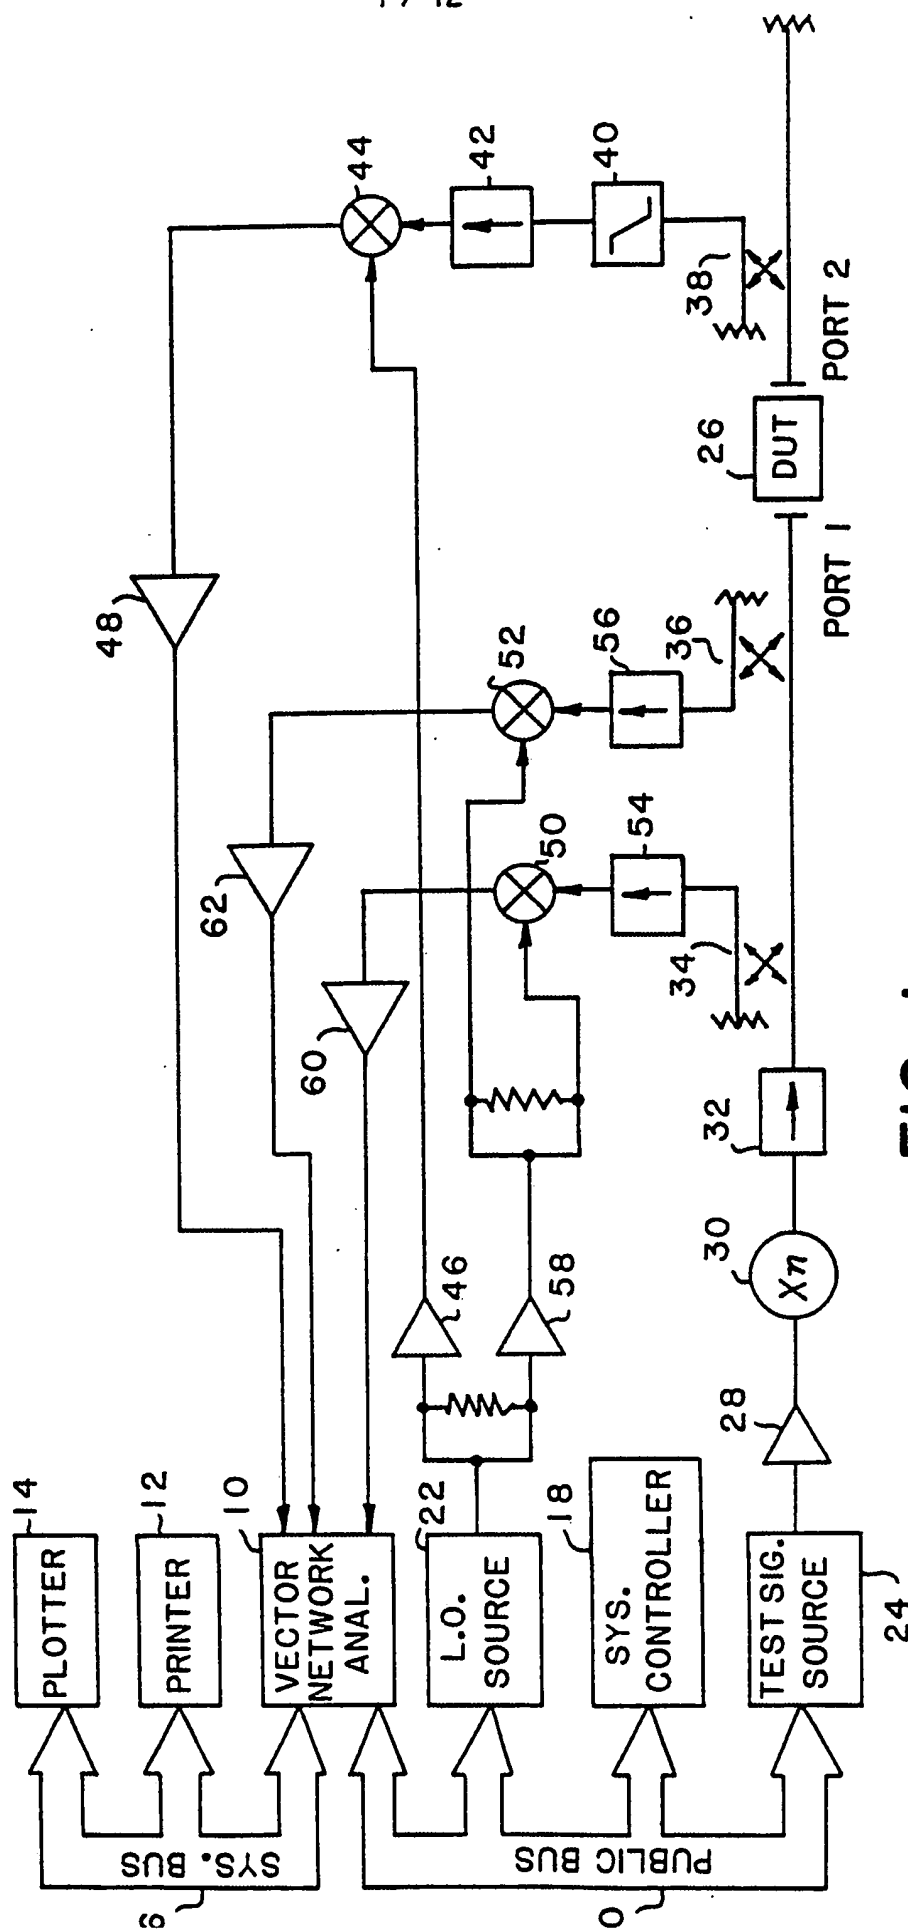 14
PLOTTER
12
PRINTER
10
VECTOR
NETWORK
ANAL.
22
L.O.
SOURCE
18
SYS.
CONTROLLER
TEST SIG.
SOURCE
24
SYS. BUS
PUBLIC BUS
48
62
60
46
58
28
30
Xn
32
34
36
38
40
42
44
50
52
54
56
26
DUT
PORT 1
PORT 2